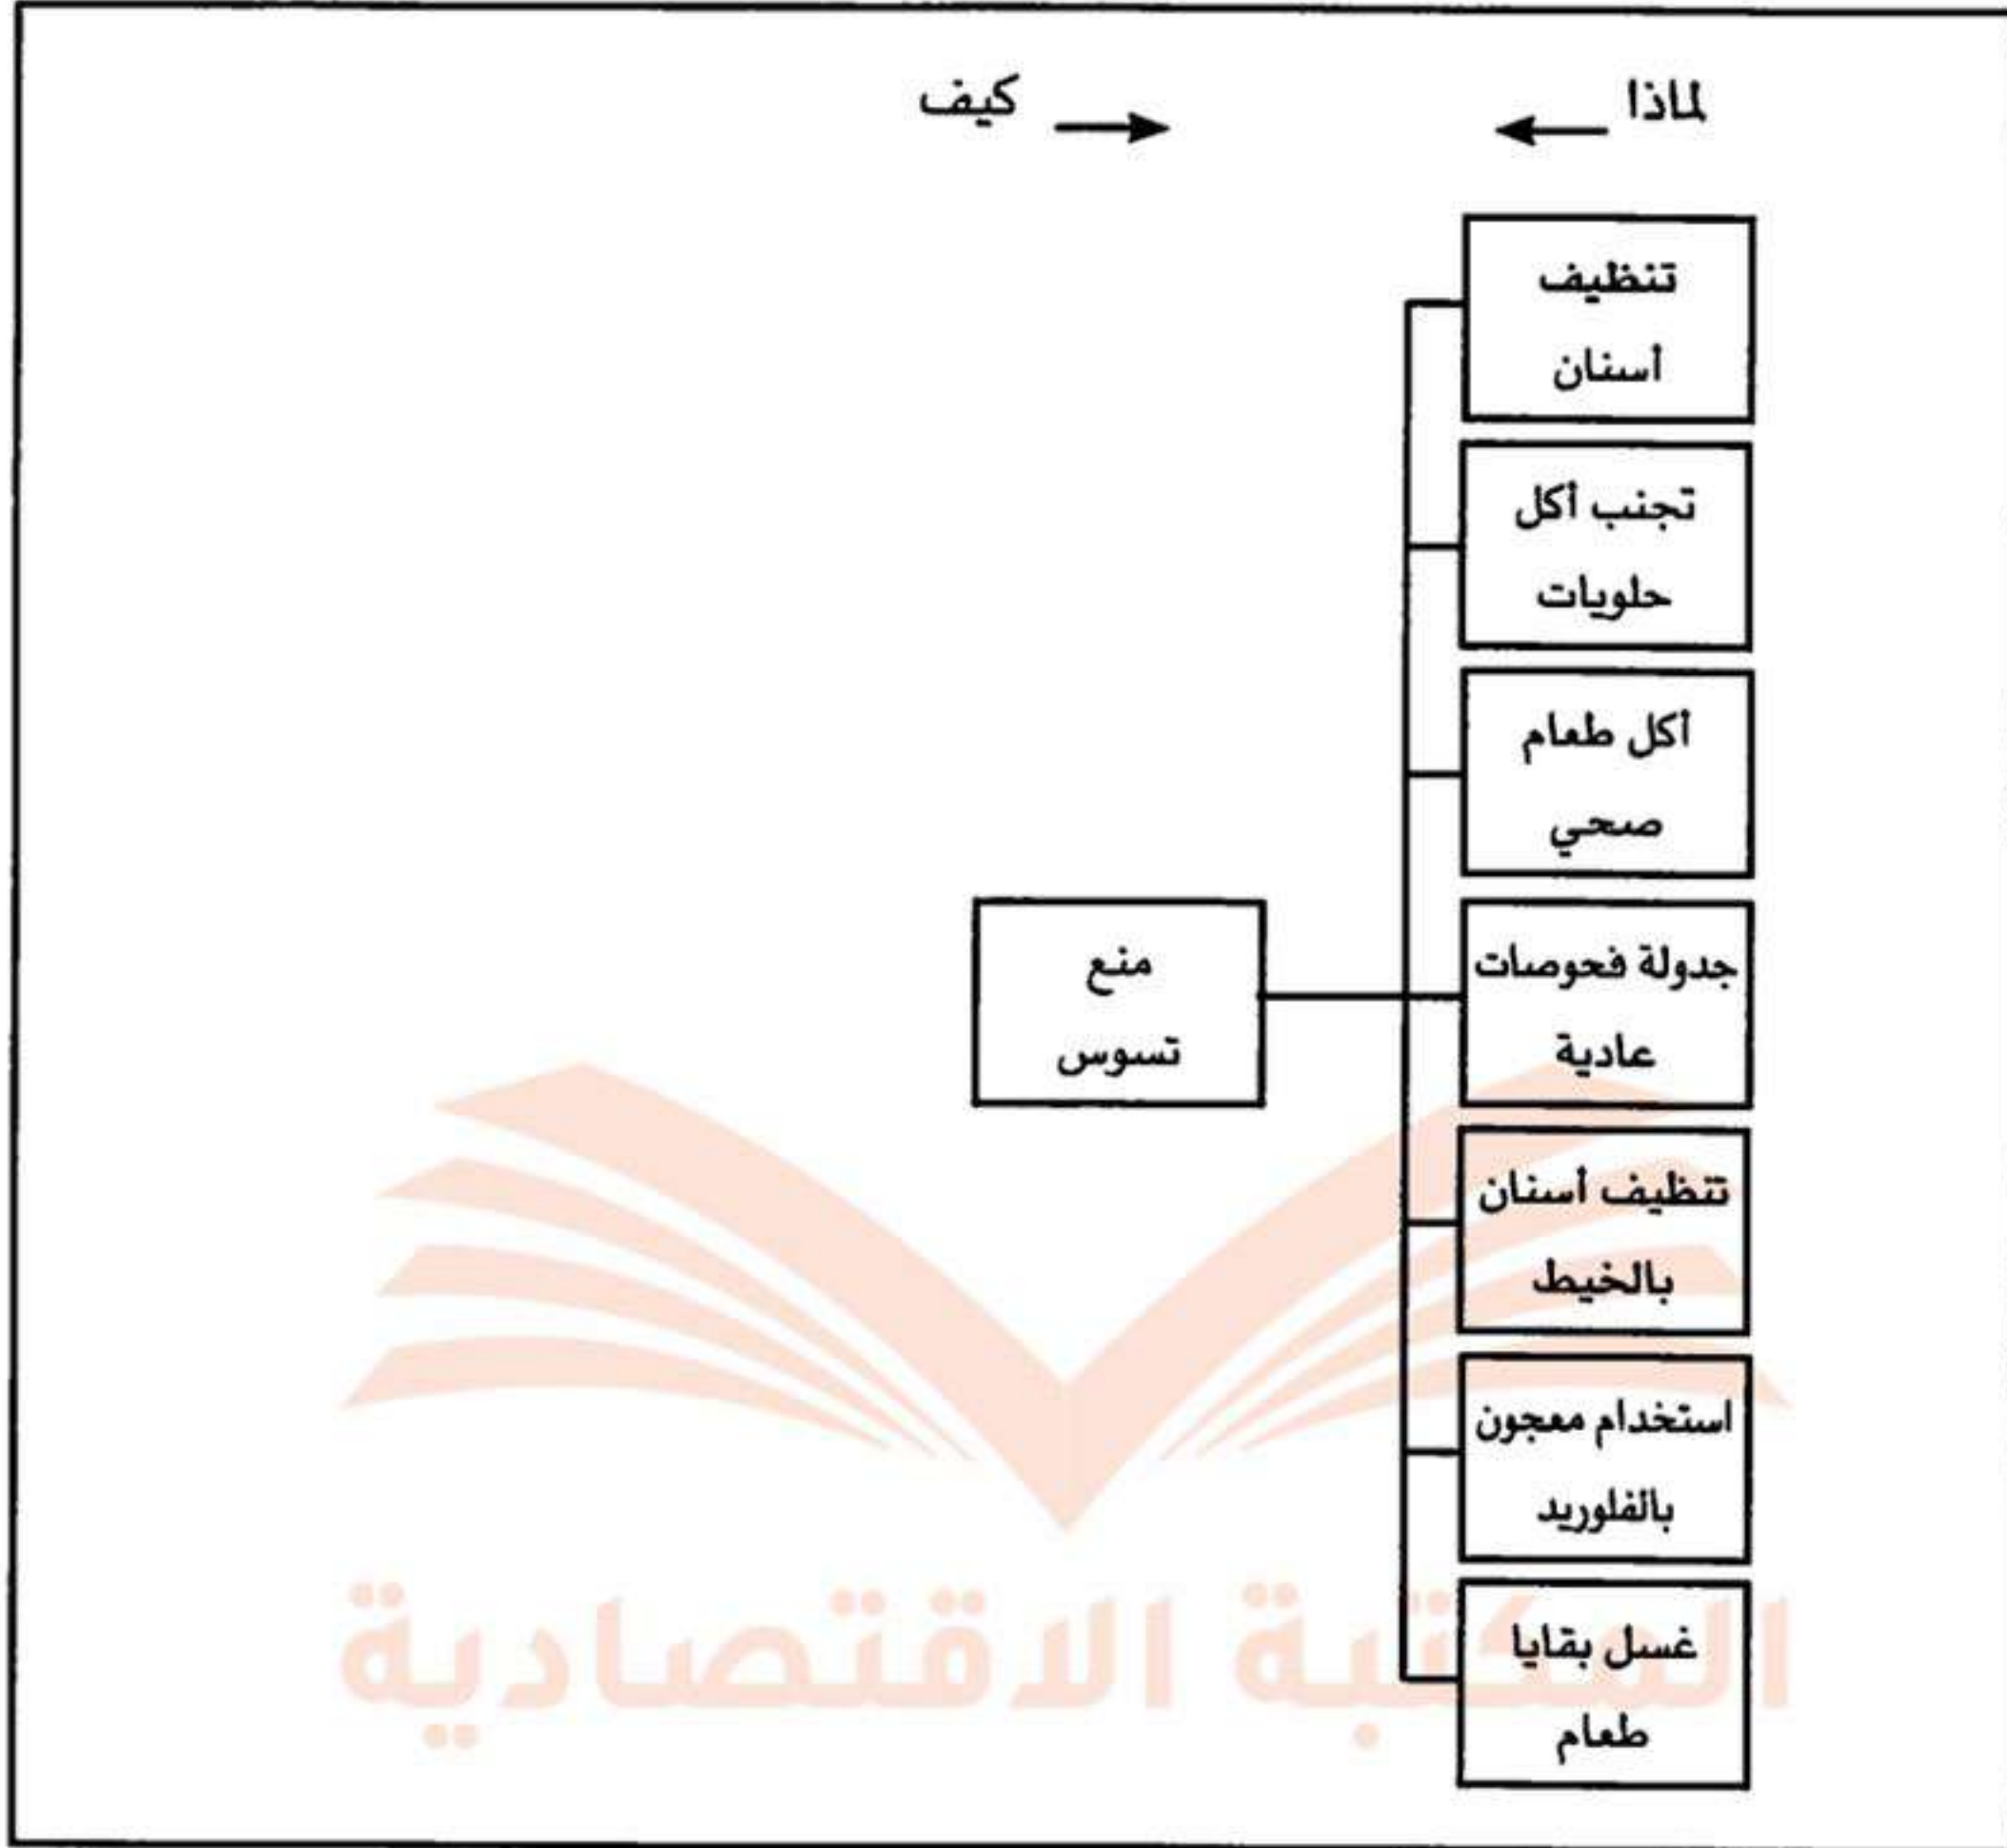 لماذا
كيف
تنظيف
أسنان
تجنب أكل
حلويات
أكل طعام
صحي
منع
تسوس
جدولة فحوصات
عادية
تنظيف أسنان
بالخيط
استخدام معجون
بالفلوريد
غسل بقايا
طعام
المكتبة الاقتصادية